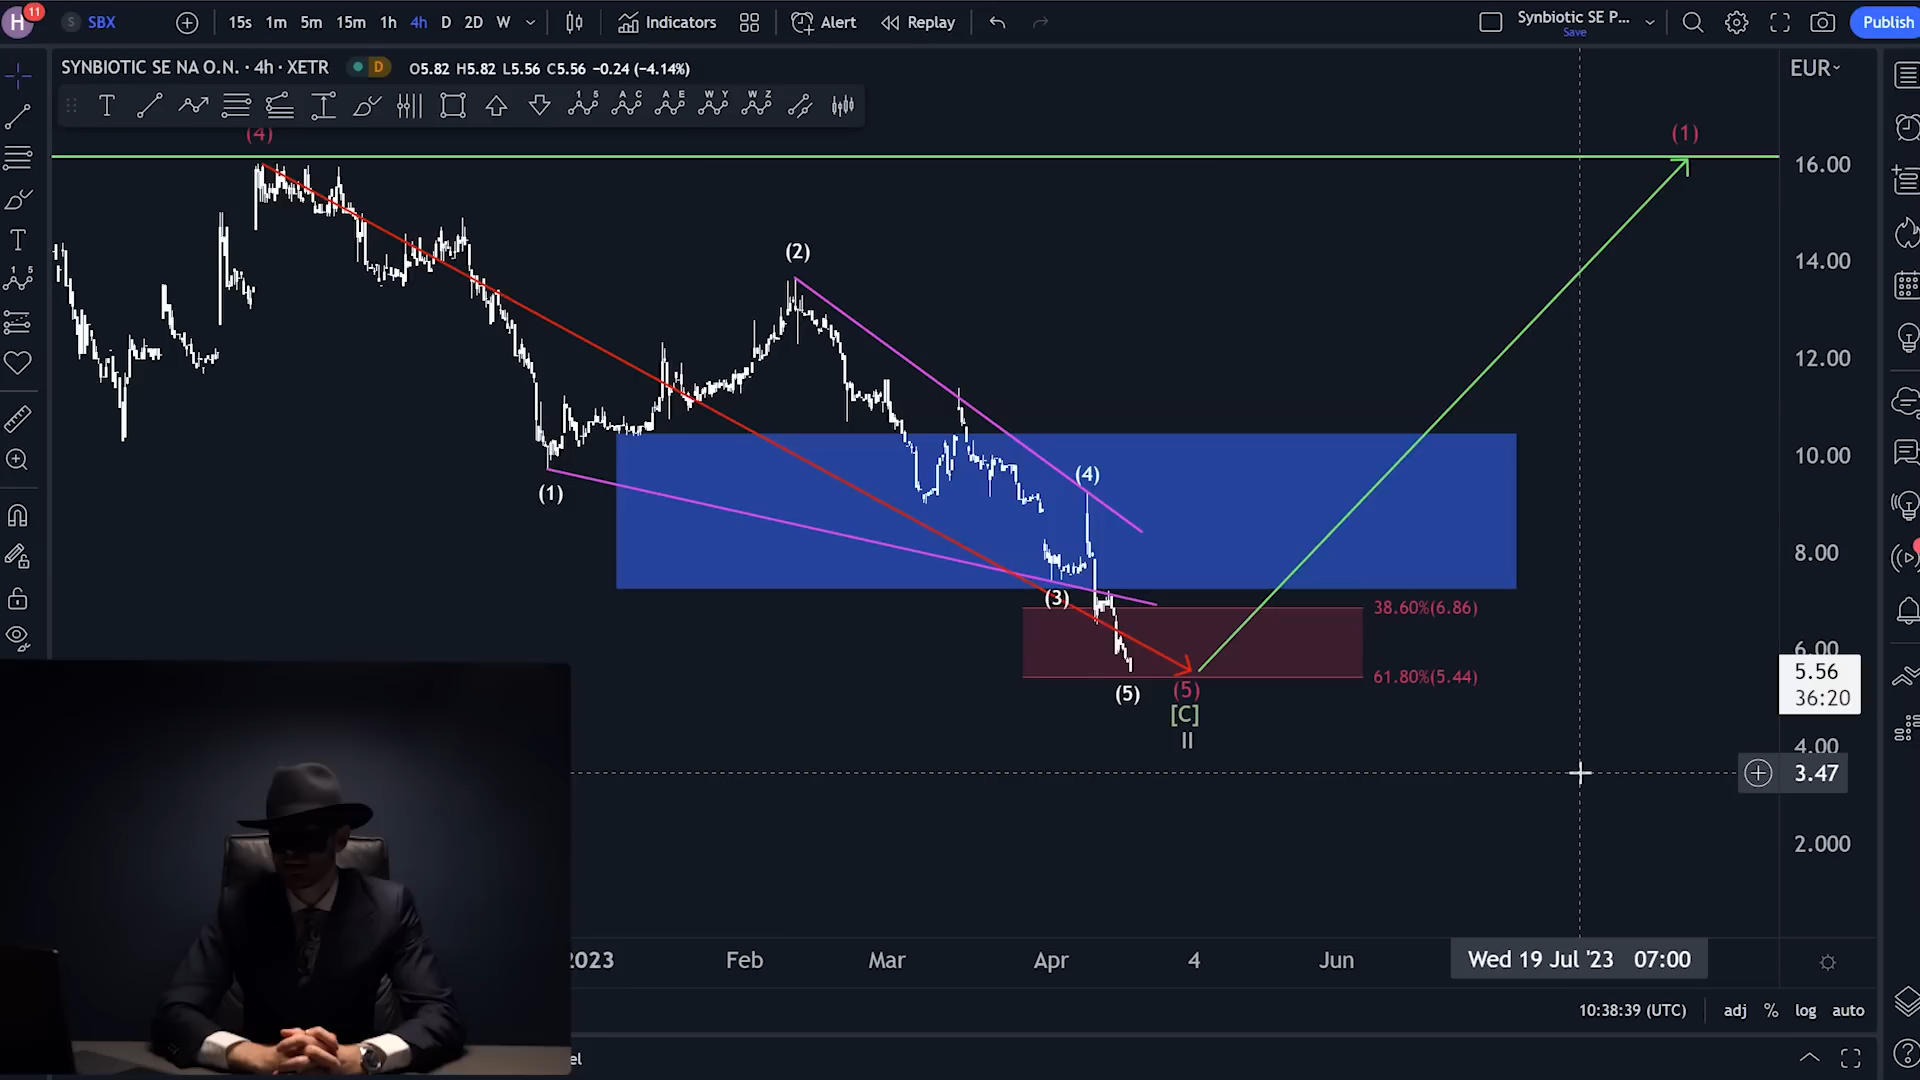 H 11 S SBX 15s 1m 5m 15m 1h 4h D 2D W Indicators Alert Replay Synbiotic SE P... Publish
Save
SYNBIOTIC SE NA O.N. · 4h · XETR D O5.82 H5.82 L5.56 C5.56 −0.24 (−4.14%) EUR
T 1 5 A C A E W Y W Z
(4) (1)
16.00
(2)
14.00
12.00
10.00
(4)
(1)
8.00
(3) 38.60%(6.86)
6.00
5.56
61.80%(5.44)
(5) (5) 36:20
[C]
II 4.00
3.47
2.000
2023 Feb Mar Apr 4 Jun Wed 19 Jul '23 07:00
10:38:39 (UTC) adj % log auto
el